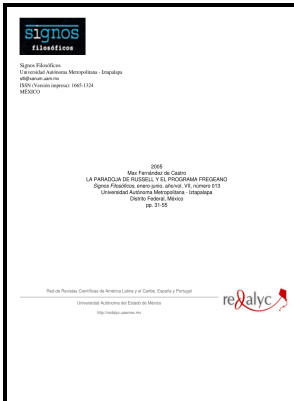 signos
filosóficos
Signos Filosóficos
Universidad Autónoma Metropolitana - Iztapalapa
sifil@xanum.uam.mx
ISSN (Versión impresa): 1665-1324
MÉXICO
2005
Max Fernández de Castro
LA PARADOJA DE RUSSELL Y EL PROGRAMA FREGEANO
Signos Filosóficos, enero-junio, año/vol. VII, número 013
Universidad Autónoma Metropolitana - Iztapalapa
Distrito Federal, México
pp. 31-55
Red de Revistas Científicas de América Latina y el Caribe, España y Portugal
Universidad Autónoma del Estado de México
http://redalyc.uaemex.mx
redalyc